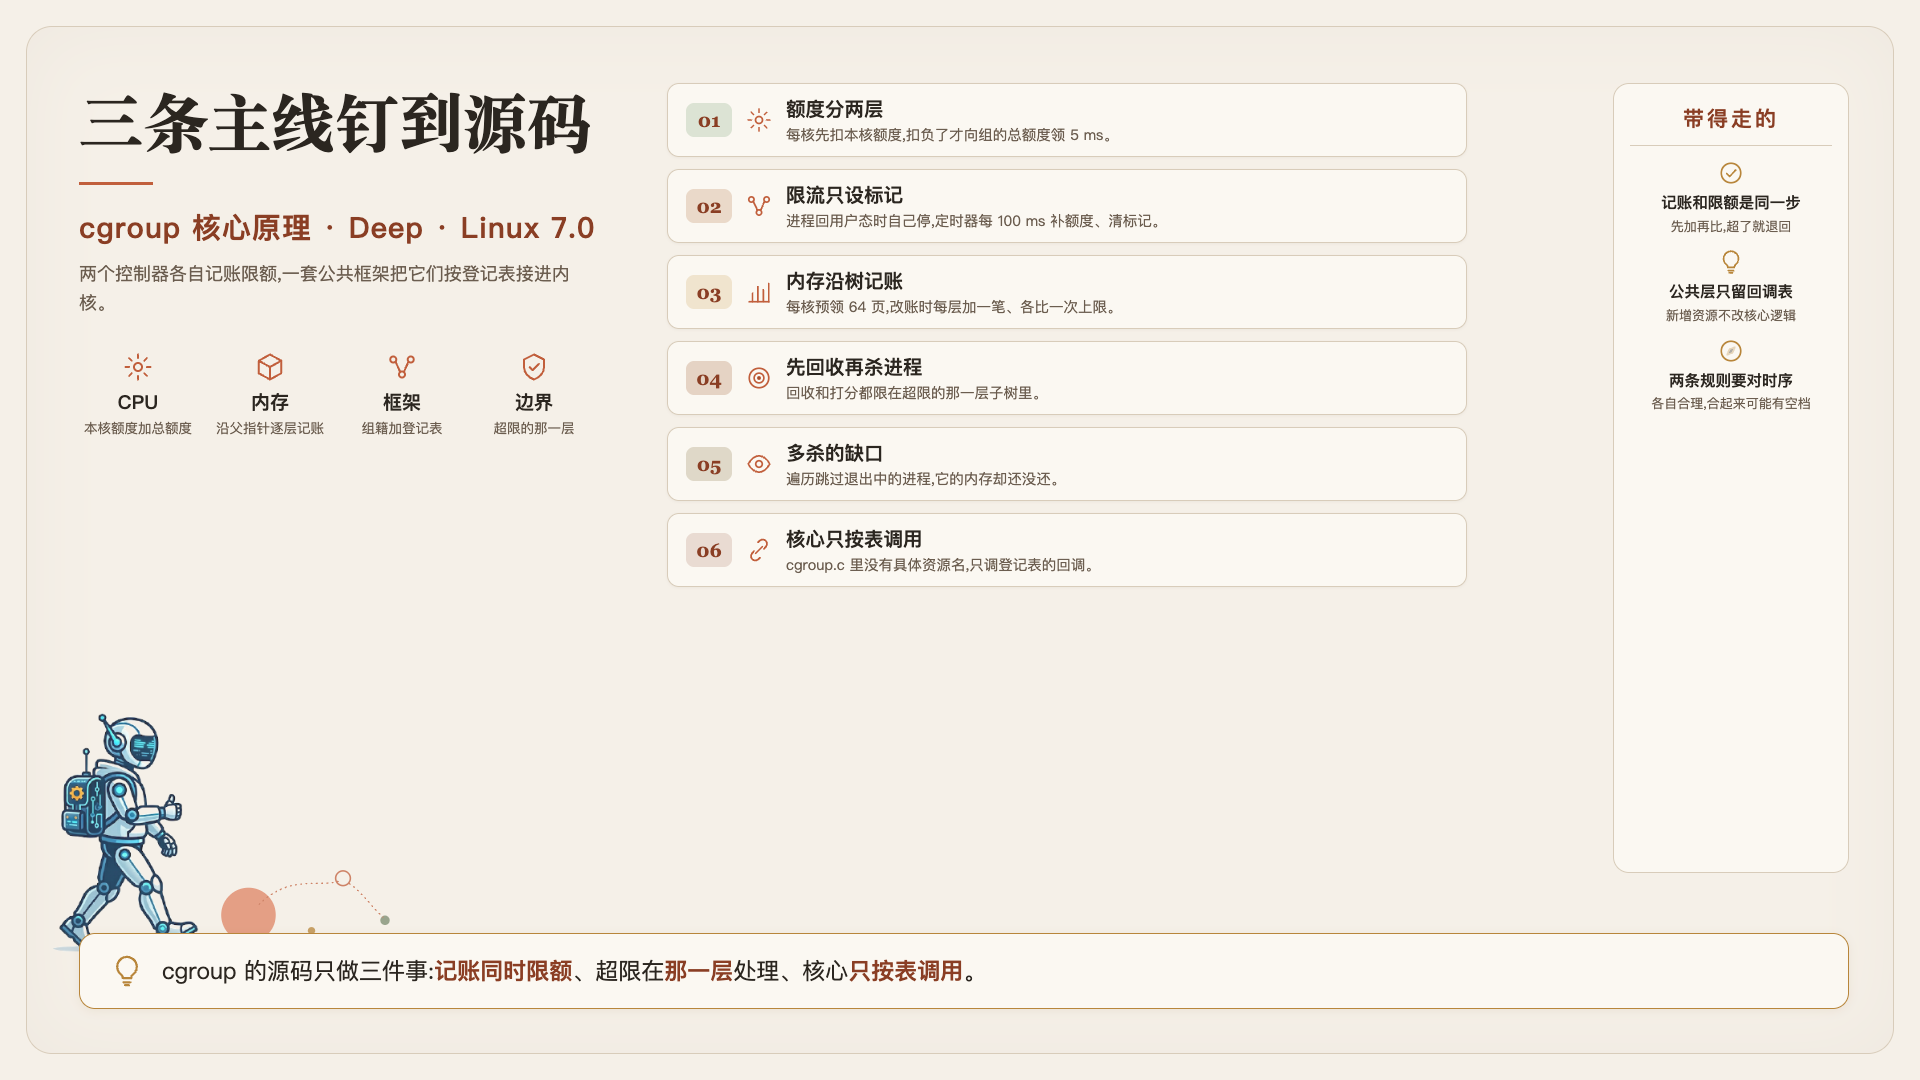 三条主线钉到源码
cgroup 核心原理 · Deep · Linux 7.0
两个控制器各自记账限额,一套公共框架把它们按登记表接进内
核。
CPU
本核额度加总额度
内存
沿父指针逐层记账
框架
组籍加登记表
边界
超限的那一层
01
额度分两层
每核先扣本核额度,扣负了才向组的总额度领 5 ms。
02
限流只设标记
进程回用户态时自己停,定时器每 100 ms 补额度、清标记。
03
内存沿树记账
每核预领 64 页,改账时每层加一笔、各比一次上限。
04
先回收再杀进程
回收和打分都限在超限的那一层子树里。
05
多杀的缺口
遍历跳过退出中的进程,它的内存却还没还。
06
核心只按表调用
cgroup.c 里没有具体资源名,只调登记表的回调。
带得走的
记账和限额是同一步
先加再比,超了就退回
公共层只留回调表
新增资源不改核心逻辑
两条规则要对时序
各自合理,合起来可能有空档
cgroup 的源码只做三件事:记账同时限额、超限在那一层处理、核心只按表调用。